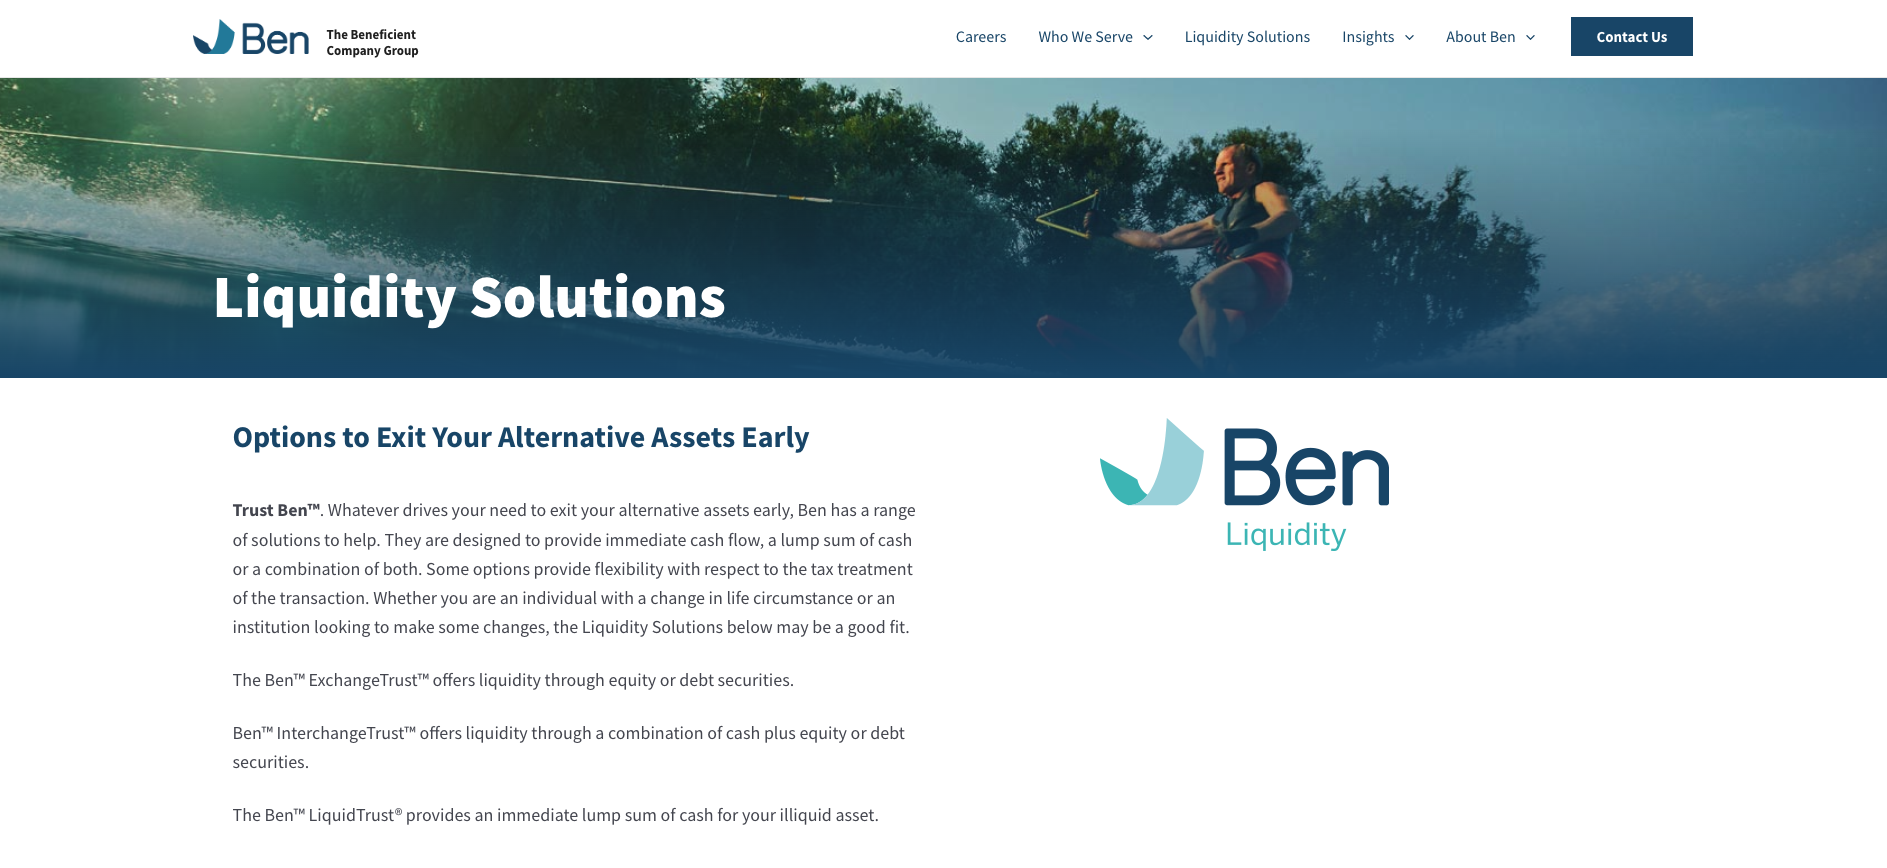 Ben
The Beneficient
Company Group
Careers
Who We Serve
Liquidity Solutions
Insights
About Ben
Contact Us
Liquidity Solutions
Options to Exit Your Alternative Assets Early
Trust Ben™. Whatever drives your need to exit your alternative assets early, Ben has a range
of solutions to help. They are designed to provide immediate cash flow, a lump sum of cash
or a combination of both. Some options provide flexibility with respect to the tax treatment
of the transaction. Whether you are an individual with a change in life circumstance or an
institution looking to make some changes, the Liquidity Solutions below may be a good fit.
The Ben™ ExchangeTrust™ offers liquidity through equity or debt securities.
Ben™ InterchangeTrust™ offers liquidity through a combination of cash plus equity or debt
securities.
The Ben™ LiquidTrust® provides an immediate lump sum of cash for your illiquid asset.
Ben
Liquidity